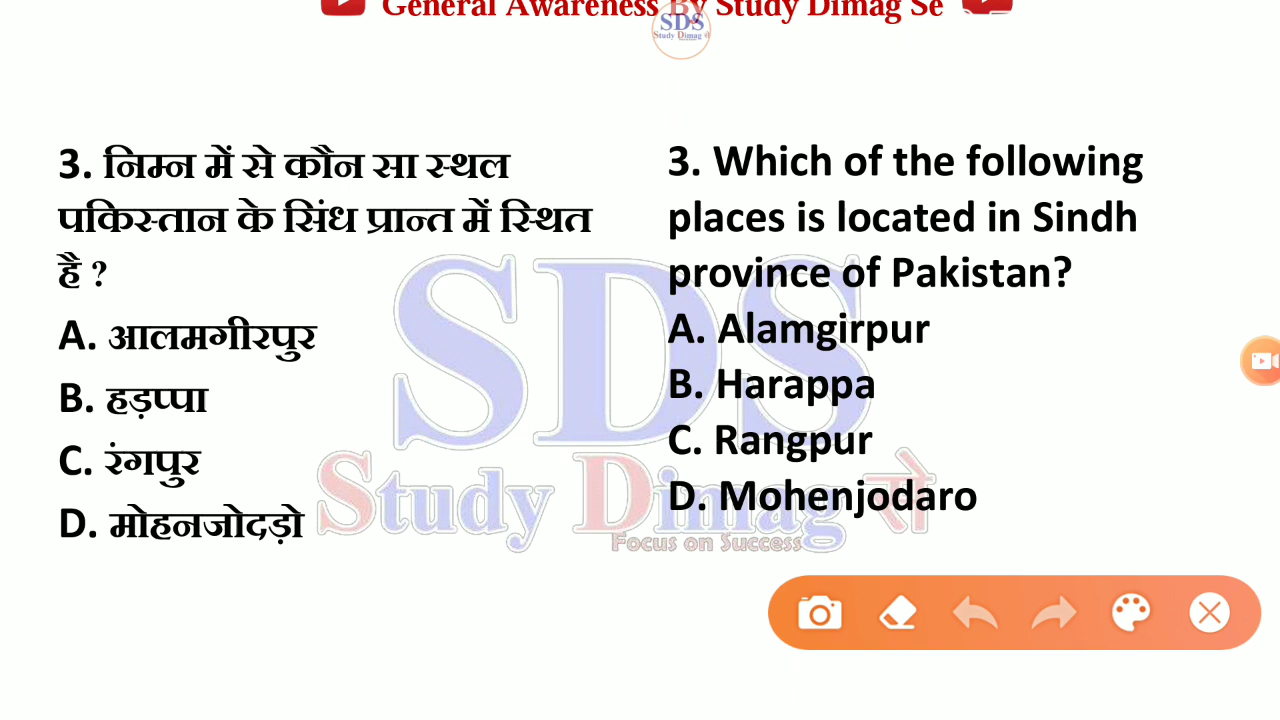 General Awareness By Study Dimag Se
SDS
Study Dimag से
3. निम्न में से कौन सा स्थल
पकिस्तान के सिंध प्रान्त में स्थित
है ?
A. आलमगीरपुर
B. हड़प्पा
C. रंगपुर
D. मोहनजोदड़ो
3. Which of the following
places is located in Sindh
province of Pakistan?
A. Alamgirpur
B. Harappa
C. Rangpur
D. Mohenjodaro
SDS
Study Dimag से
Focus on Success